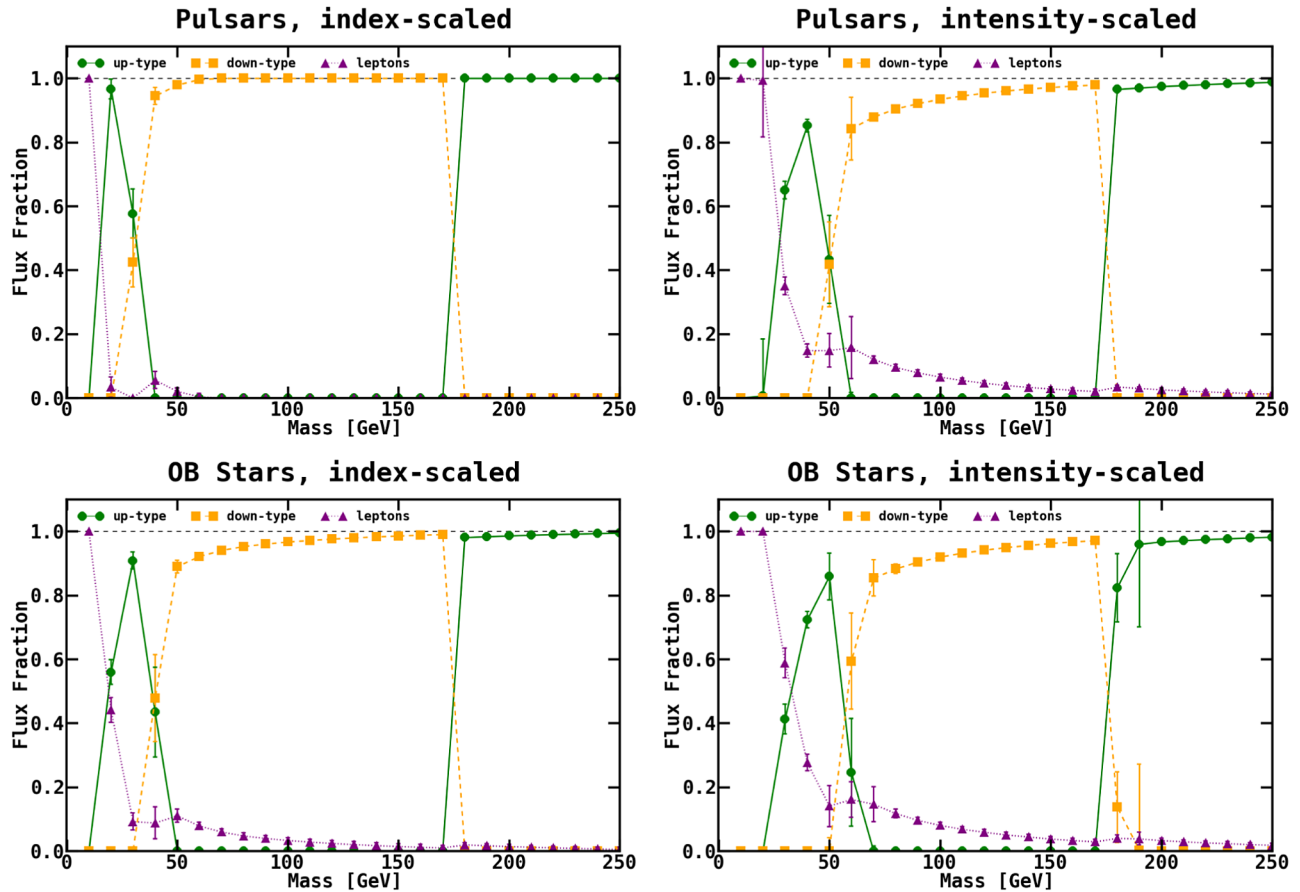 Pulsars, index-scaled
up-type down-type leptons
1.0
0.8
0.6
0.4
0.2
0.0
Flux Fraction
0 50 100 150 200 250
Mass [GeV]
Pulsars, intensity-scaled
up-type down-type leptons
1.0
0.8
0.6
0.4
0.2
0.0
Flux Fraction
0 50 100 150 200 250
Mass [GeV]
OB Stars, index-scaled
up-type down-type leptons
1.0
0.8
0.6
0.4
0.2
0.0
Flux Fraction
0 50 100 150 200 250
Mass [GeV]
OB Stars, intensity-scaled
up-type down-type leptons
1.0
0.8
0.6
0.4
0.2
0.0
Flux Fraction
0 50 100 150 200 250
Mass [GeV]